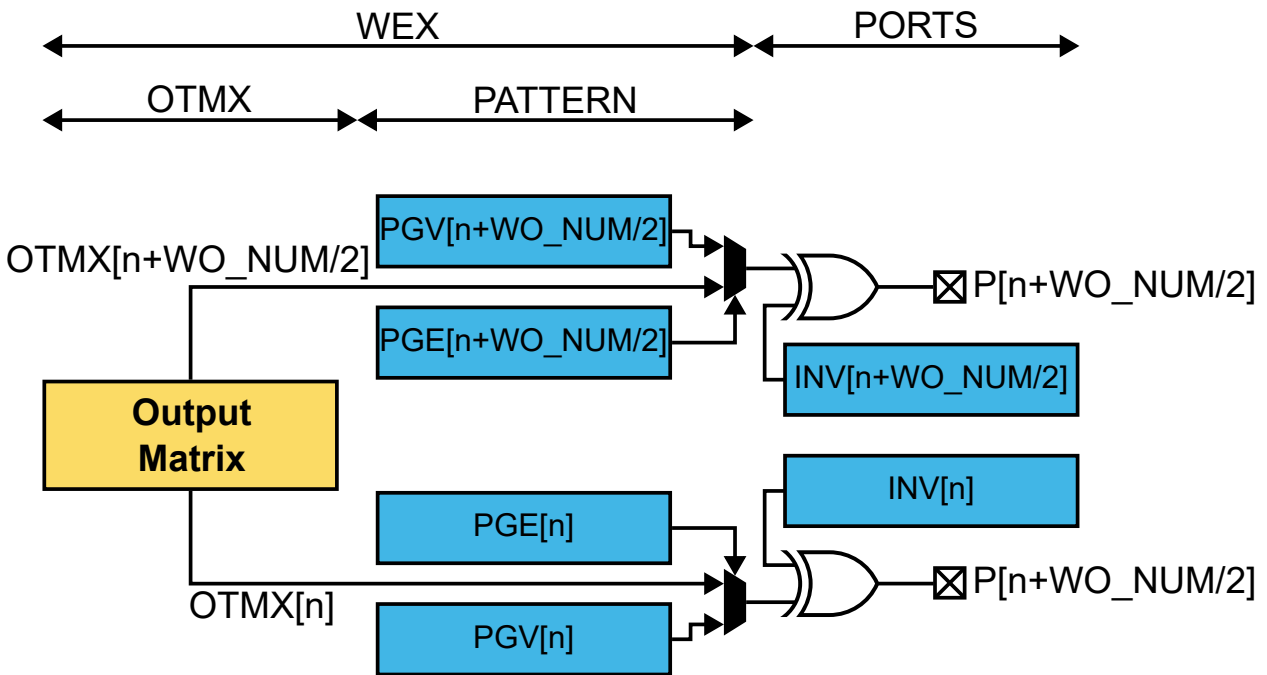 WEX
PORTS
OTMX
PATTERN
PGV[n+WO_NUM/2]
OTMX[n+WO_NUM/2]
P[n+WO_NUM/2]
PGE[n+WO_NUM/2]
INV[n+WO_NUM/2]
Output
Matrix
INV[n]
PGE[n]
P[n+WO_NUM/2]
OTMX[n]
PGV[n]